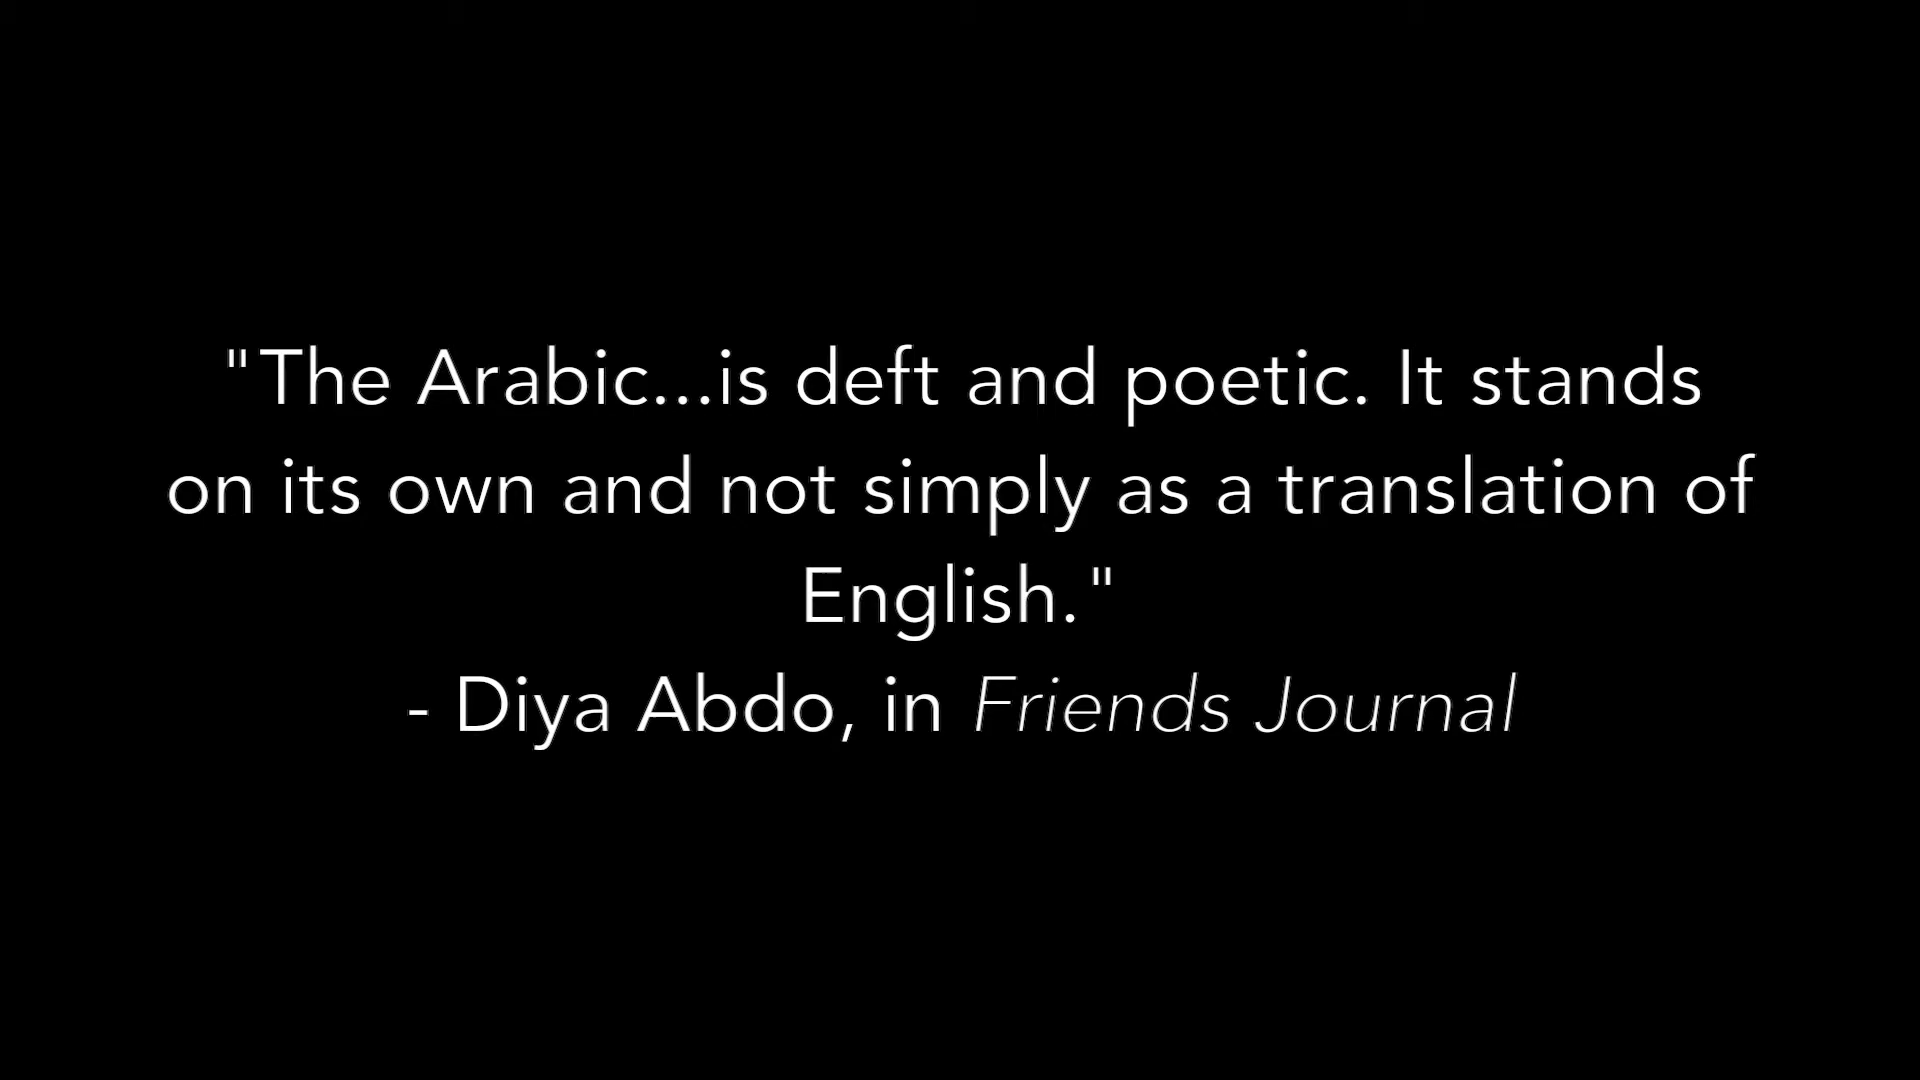 "The Arabic...is deft and poetic. It stands
on its own and not simply as a translation of
English."
- Diya Abdo, in Friends Journal